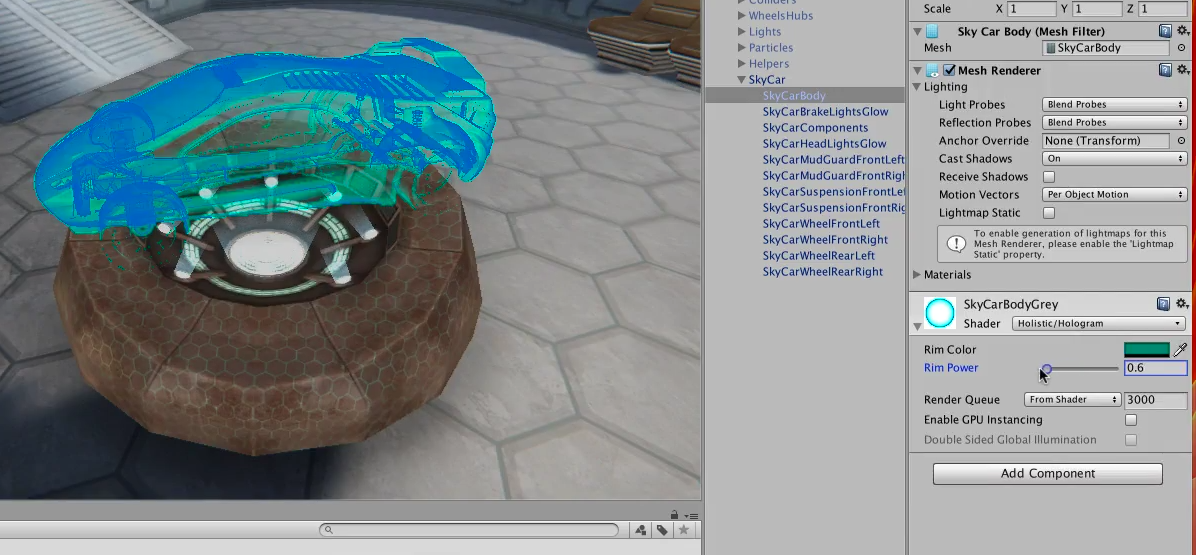 Colliders
WheelsHubs
Lights
Particles
Helpers
SkyCar
SkyCarBody
SkyCarBrakeLightsGlow
SkyCarComponents
SkyCarHeadLightsGlow
SkyCarMudGuardFrontLeft
SkyCarMudGuardFrontRigh
SkyCarSuspensionFrontLe
SkyCarSuspensionFrontRig
SkyCarWheelFrontLeft
SkyCarWheelFrontRight
SkyCarWheelRearLeft
SkyCarWheelRearRight
Scale X 1 Y 1 Z 1
Sky Car Body (Mesh Filter)
Mesh SkyCarBody
Mesh Renderer
Lighting
Light Probes Blend Probes
Reflection Probes Blend Probes
Anchor Override None (Transform)
Cast Shadows On
Receive Shadows
Motion Vectors Per Object Motion
Lightmap Static
To enable generation of lightmaps for this
Mesh Renderer, please enable the 'Lightmap
Static' property.
Materials
SkyCarBodyGrey
Shader Holistic/Hologram
Rim Color
Rim Power 0.6
Render Queue From Shader 3000
Enable GPU Instancing
Double Sided Global Illumination
Add Component